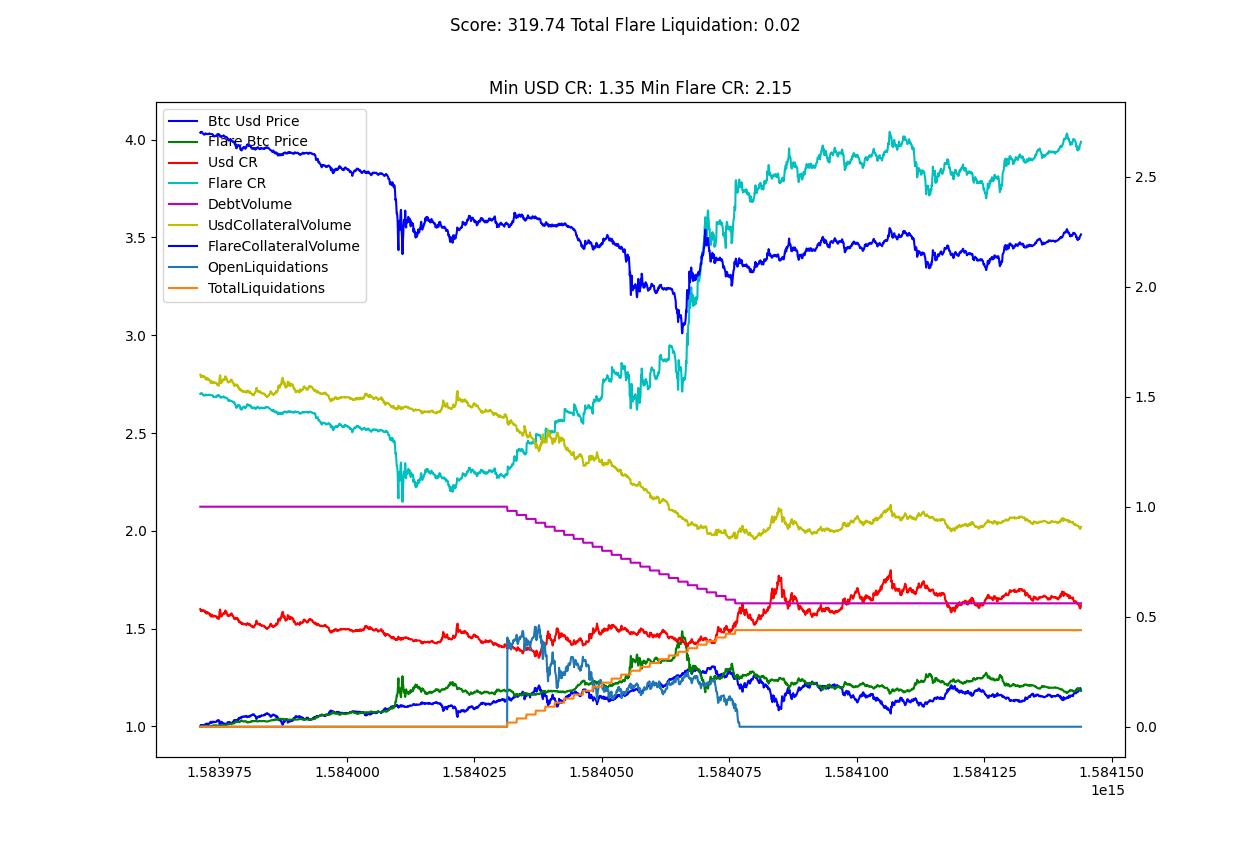 Score: 319.74 Total Flare Liquidation: 0.02
Min USD CR: 1.35 Min Flare CR: 2.15
Btc Usd Price
Flare Btc Price
Usd CR
Flare CR
DebtVolume
UsdCollateralVolume
FlareCollateralVolume
OpenLiquidations
TotalLiquidations
4.0
3.5
3.0
2.5
2.0
1.5
1.0
2.5
2.0
1.5
1.0
0.5
0.0
1.583975 1.584000 1.584025 1.584050 1.584075 1.584100 1.584125 1.584150
1e15